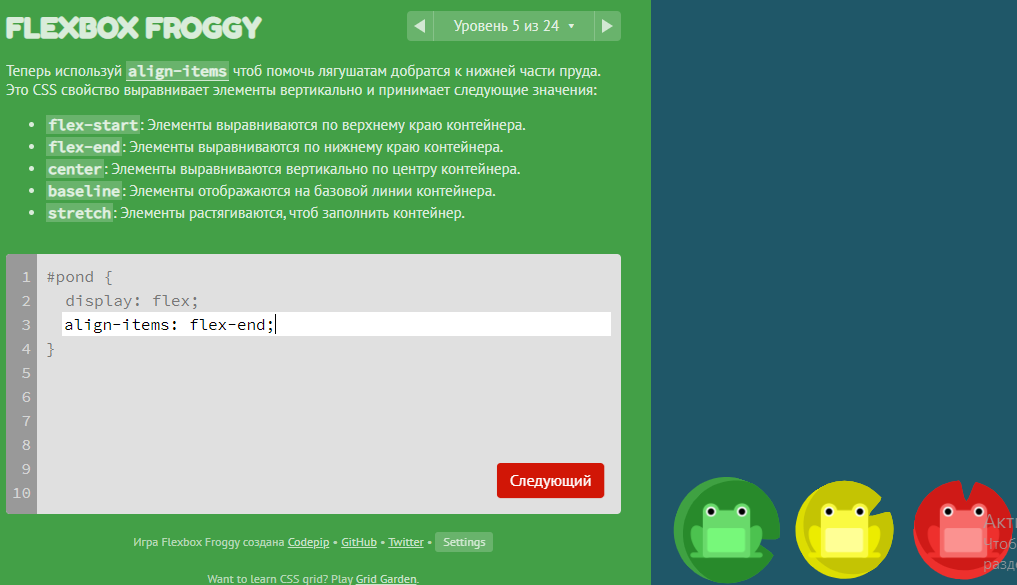 FLEXBOX FROGGY
Уровень 5 из 24
Теперь используй align-items чтоб помочь лягушатам добратся к нижней части пруда.
Это CSS свойство выравнивает элементы вертикально и принимает следующие значения:
flex-start: Элементы выравниваются по верхнему краю контейнера.
flex-end: Элементы выравниваются по нижнему краю контейнера.
center: Элементы выравниваются вертикально по центру контейнера.
baseline: Элементы отображаются на базовой линии контейнера.
stretch: Элементы растягиваются, чтоб заполнить контейнер.
1 #pond {
2 display: flex;
3 align-items: flex-end;
4 }
5
6
7
8
9
10
Следующий
Игра Flexbox Froggy создана Codepip • GitHub • Twitter • Settings
Want to learn CSS grid? Play Grid Garden.
Чтоб